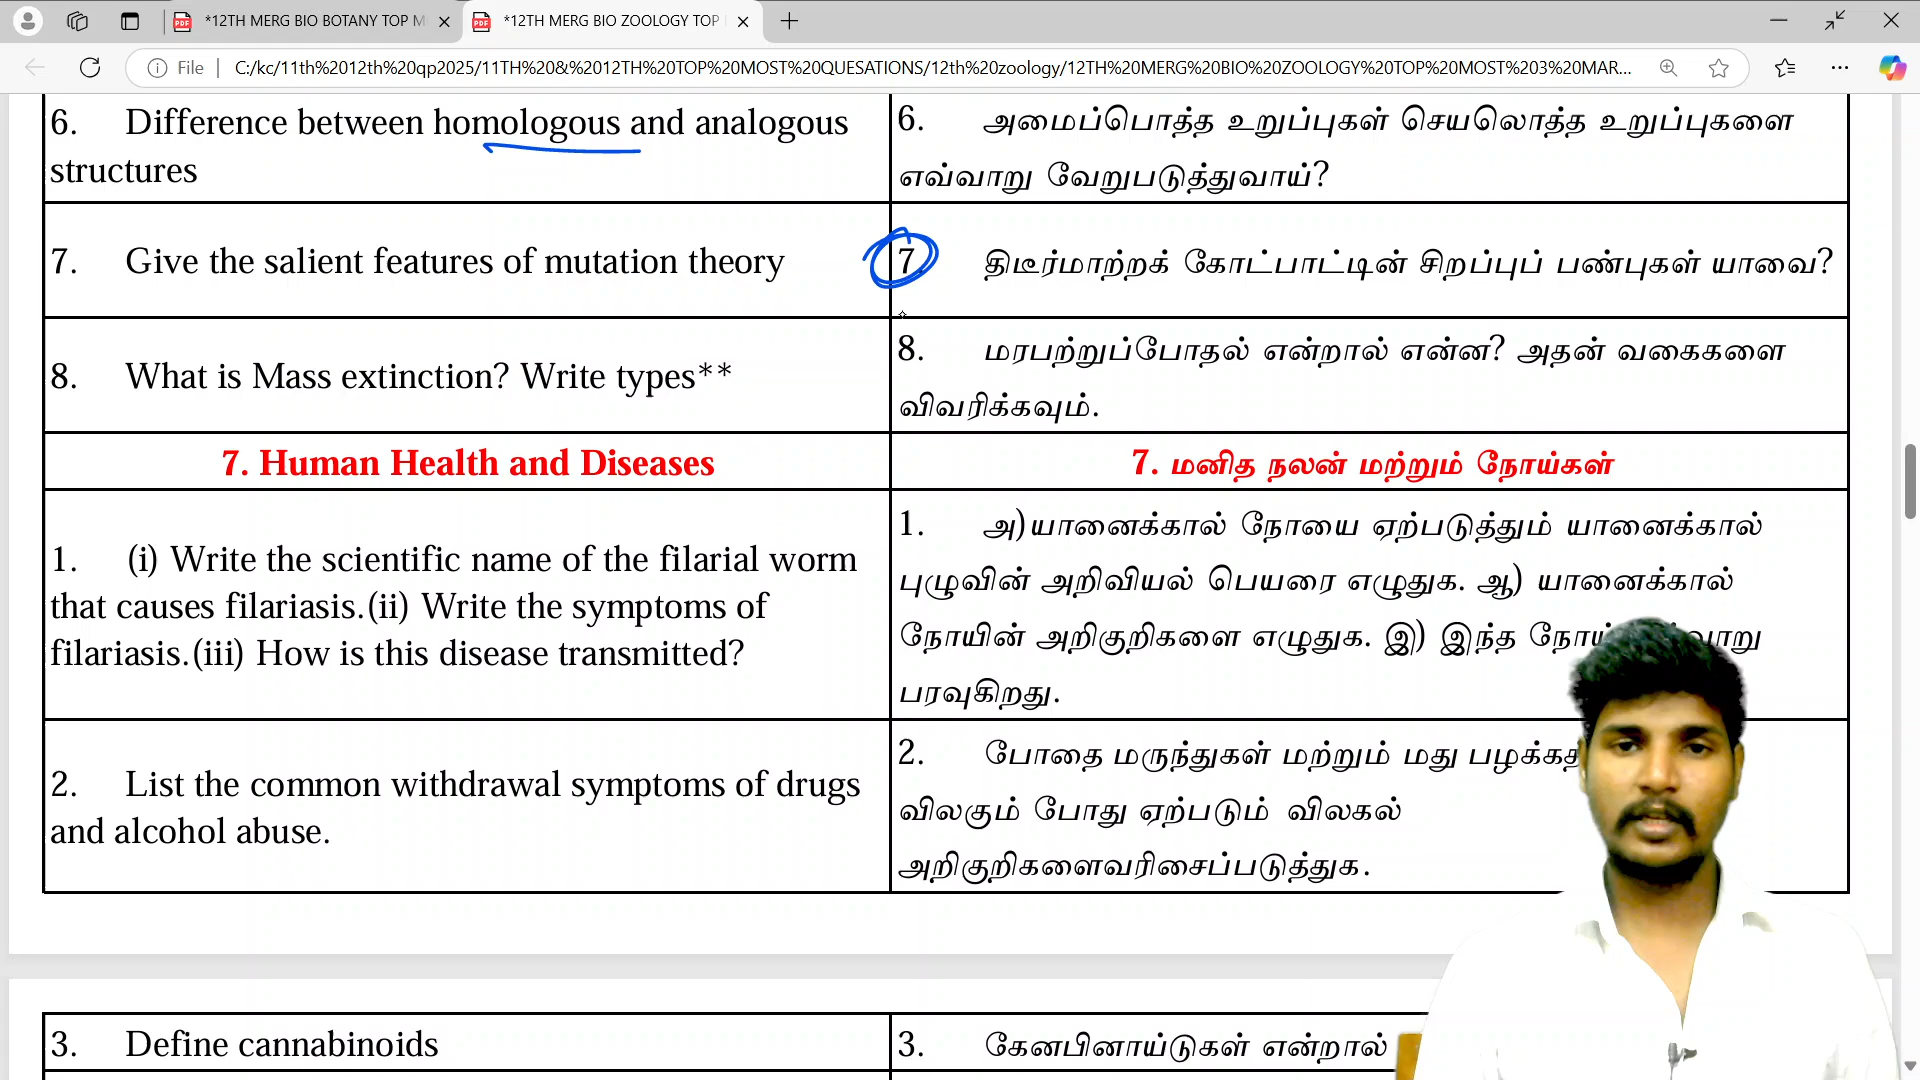 *12TH MERG BIO BOTANY TOP M
*12TH MERG BIO ZOOLOGY TOP
File
C:/kc/11th%2012th%20qp2025/11TH%20&%2012TH%20TOP%20MOST%20QUESATIONS/12th%20zoology/12TH%20MERG%20BIO%20ZOOLOGY%20TOP%20MOST%203%20MAR...
6. Difference between homologous and analogous
structures
6. அமைப்பொத்த உறுப்புகள் செயலொத்த உறுப்புகளை
எவ்வாறு வேறுபடுத்துவாய்?
7. Give the salient features of mutation theory
7 திடீர்மாற்றக் கோட்பாட்டின் சிறப்புப் பண்புகள் யாவை?
8. What is Mass extinction? Write types**
8. மரபற்றுப்போதல் என்றால் என்ன? அதன் வகைகளை
விவரிக்கவும்.
7. Human Health and Diseases
7. மனித நலன் மற்றும் நோய்கள்
1. (i) Write the scientific name of the filarial worm
that causes filariasis.(ii) Write the symptoms of
filariasis.(iii) How is this disease transmitted?
1. அ)யானைக்கால் நோயை ஏற்படுத்தும் யானைக்கால்
புழுவின் அறிவியல் பெயரை எழுதுக. ஆ) யானைக்கால்
நோயின் அறிகுறிகளை எழுதுக. இ) இந்த
பரவுகிறது.
2. List the common withdrawal symptoms of drugs
and alcohol abuse.
2. போதை மருந்துகள் மற்றும் மது
விலகும் போது ஏற்படும் விலகல்
அறிகுறிகளைவரிசைப்படுத்துக.
3. Define cannabinoids
3. கேனபினாய்டுகள் என்றால்